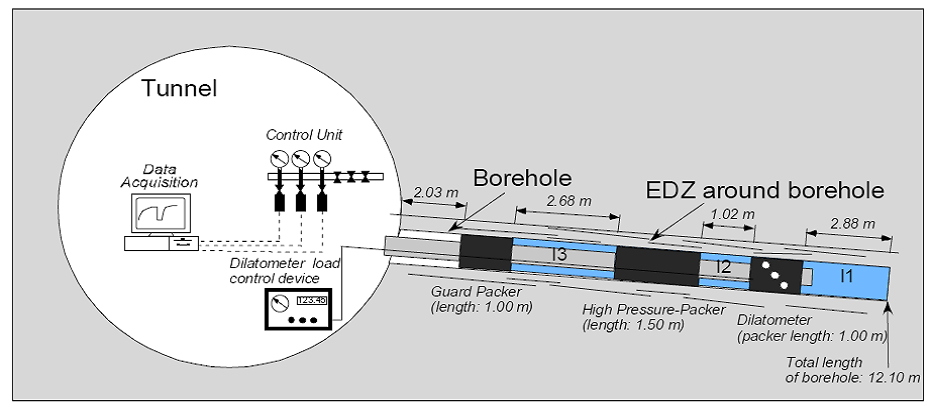 Tunnel
Control Unit
Data
Acquisition
Dilatometer load
control device
123.45
2.03 m
Borehole
2.68 m
EDZ around borehole
1.02 m
2.88 m
I3
I2
I1
Guard Packer
(length: 1.00 m)
High Pressure-Packer
(length: 1.50 m)
Dilatometer
(packer length: 1.00 m)
Total length
of borehole: 12.10 m